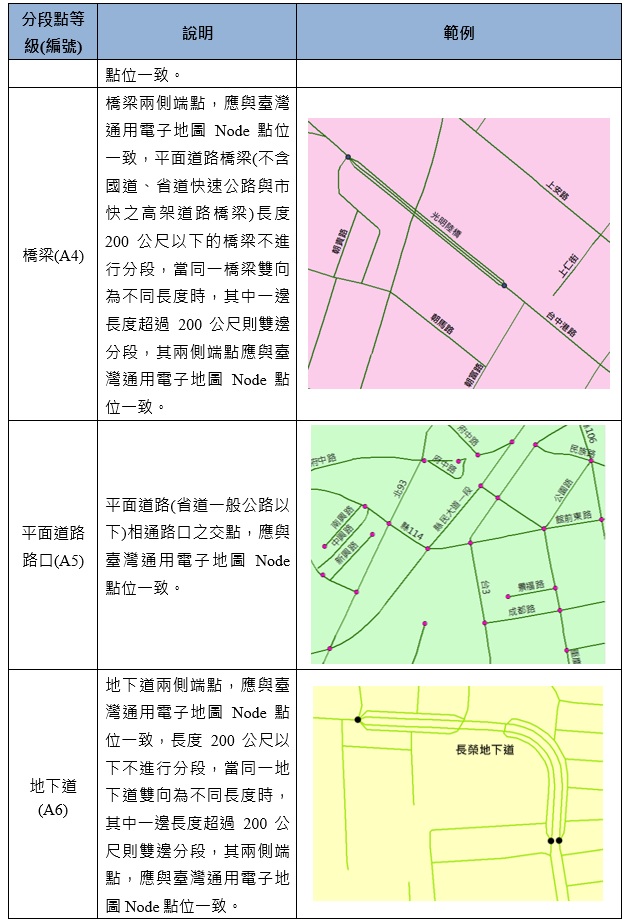 分段點等
級(編號)
說明
範例
點位一致。
橋梁(A4)
橋梁兩側端點，應與臺灣
通用電子地圖 Node 點位
一致，平面道路橋梁(不含
國道、省道快速公路與市
快之高架道路橋梁)長度
200 公尺以下的橋梁不進
行分段，當同一橋梁雙向
為不同長度時，其中一邊
長度超過 200 公尺則雙邊
分段，其兩側端點應與臺
灣通用電子地圖 Node 點
位一致。
上安路
光明陸橋
朝貴路
上仁街
台中港路
朝馬路
朝富路
平面道路
路口(A5)
平面道路(省道一般公路以
下)相通路口之交點，應與
臺灣通用電子地圖 Node
點位一致。
府中路
府中路
府中路
民族路
北93
縣民大道一段
公園路
南興路
中興路
新興路
縣114
館前東路
台3
景福路
成都路
地下道
(A6)
地下道兩側端點，應與臺
灣通用電子地圖 Node 點
位一致，長度 200 公尺以
下不進行分段，當同一地
下道雙向為不同長度時，
其中一邊長度超過 200 公
尺則雙邊分段，其兩側端
點，應與臺灣通用電子地
圖 Node 點位一致。
長榮地下道